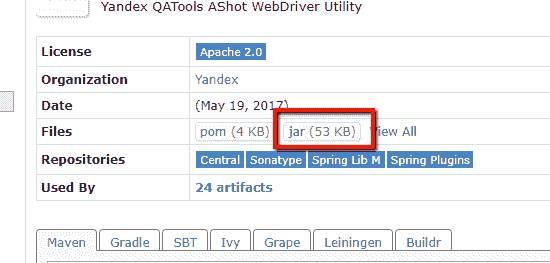 Yandex QATools AShot WebDriver Utility
License Apache 2.0
Organization Yandex
Date (May 19, 2017)
Files pom (4 KB) jar (53 KB) View All
Repositories Central Sonatype Spring Lib M Spring Plugins
Used By 24 artifacts
Maven Gradle SBT Ivy Grape Leiningen Buildr